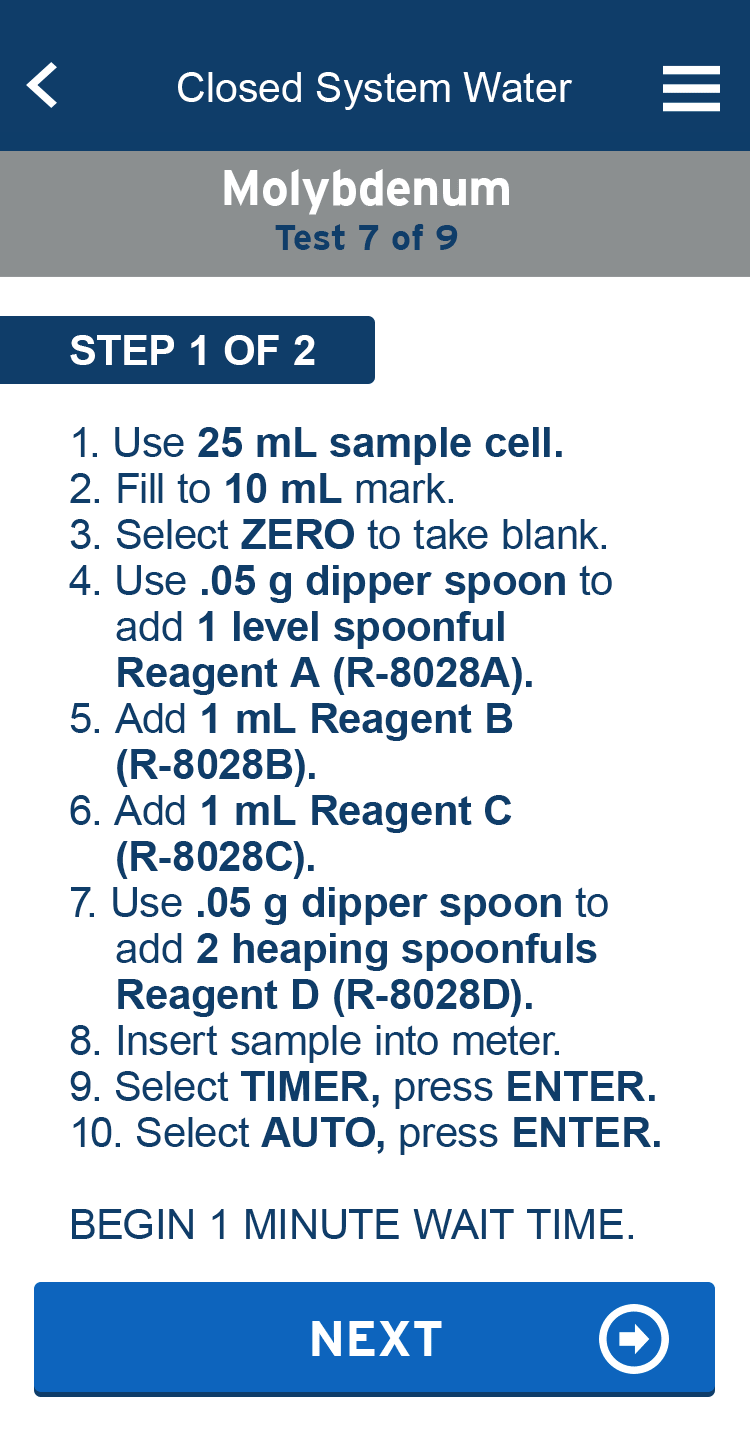 Closed System Water
Molybdenum
Test 7 of 9
STEP 1 OF 2
1. Use 25 mL sample cell.
2. Fill to 10 mL mark.
3. Select ZERO to take blank.
4. Use .05 g dipper spoon to
add 1 level spoonful
Reagent A (R-8028A).
5. Add 1 mL Reagent B
(R-8028B).
6. Add 1 mL Reagent C
(R-8028C).
7. Use .05 g dipper spoon to
add 2 heaping spoonfuls
Reagent D (R-8028D).
8. Insert sample into meter.
9. Select TIMER, press ENTER.
10. Select AUTO, press ENTER.
BEGIN 1 MINUTE WAIT TIME.
NEXT